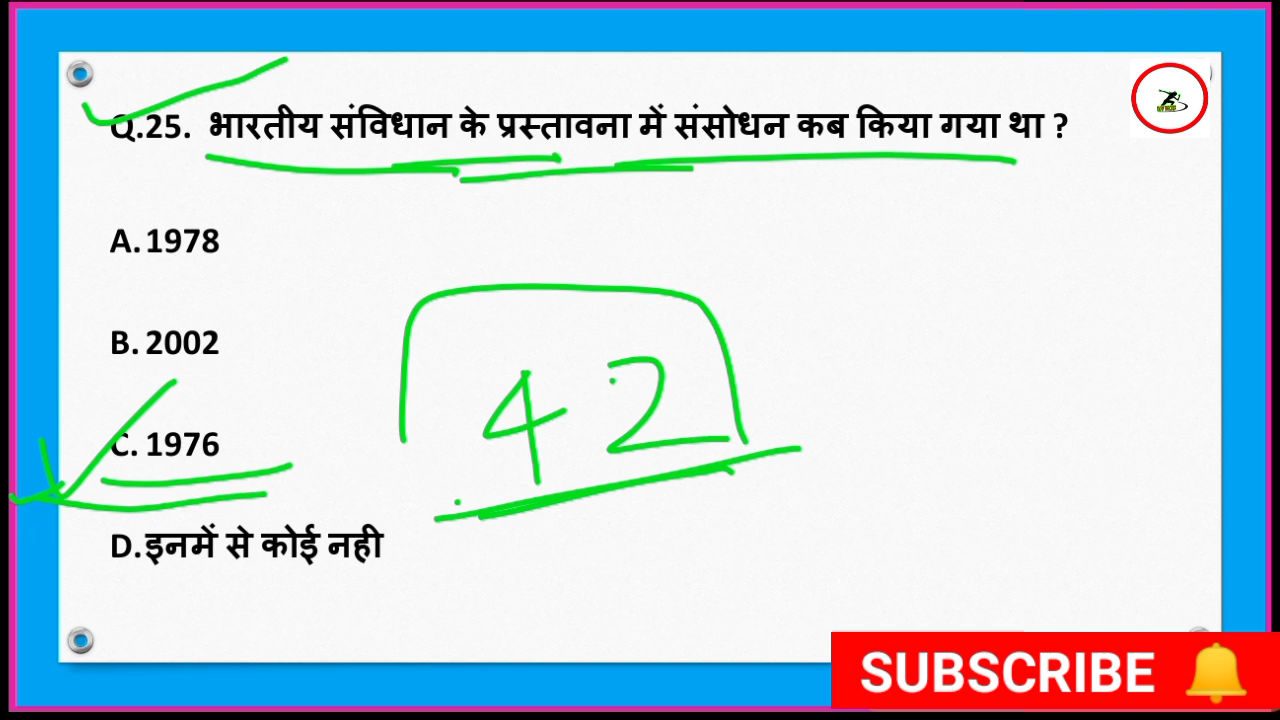 Q.25. भारतीय संविधान के प्रस्तावना में संसोधन कब किया गया था ?
A. 1978
B. 2002
C. 1976
42
D. इनमें से कोई नही
SUBSCRIBE